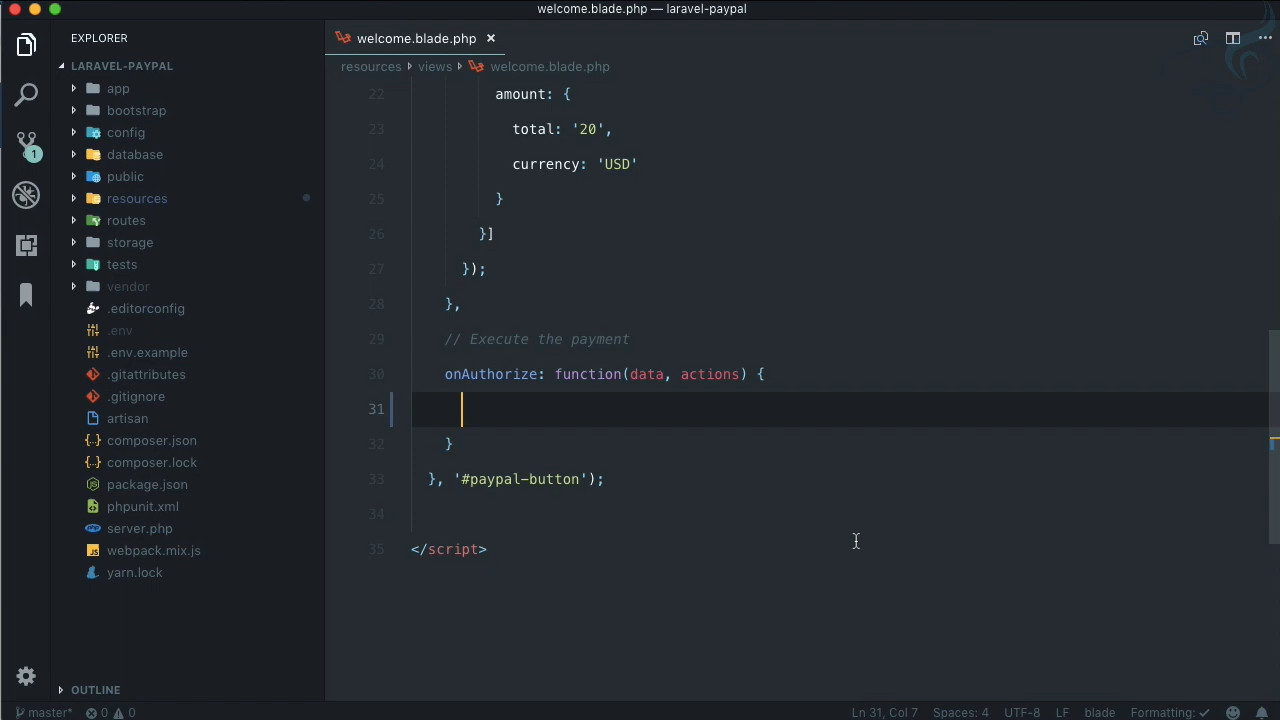 welcome.blade.php — laravel-paypal
EXPLORER
LARAVEL-PAYPAL
app
bootstrap
config
database
public
resources
routes
storage
tests
vendor
.editorconfig
.env
.env.example
.gitattributes
.gitignore
artisan
composer.json
composer.lock
package.json
phpunit.xml
server.php
webpack.mix.js
yarn.lock
OUTLINE
1
welcome.blade.php ×
resources views welcome.blade.php
22 amount: {
23 total: '20',
24 currency: 'USD'
25 }
26 }]
27 });
28 },
29 // Execute the payment
30 onAuthorize: function(data, actions) {
31
32 }
33 }, '#paypal-button');
34
35 </script>
master* 0 0 Ln 31, Col 7 Spaces: 4 UTF-8 LF blade Formatting: ✓